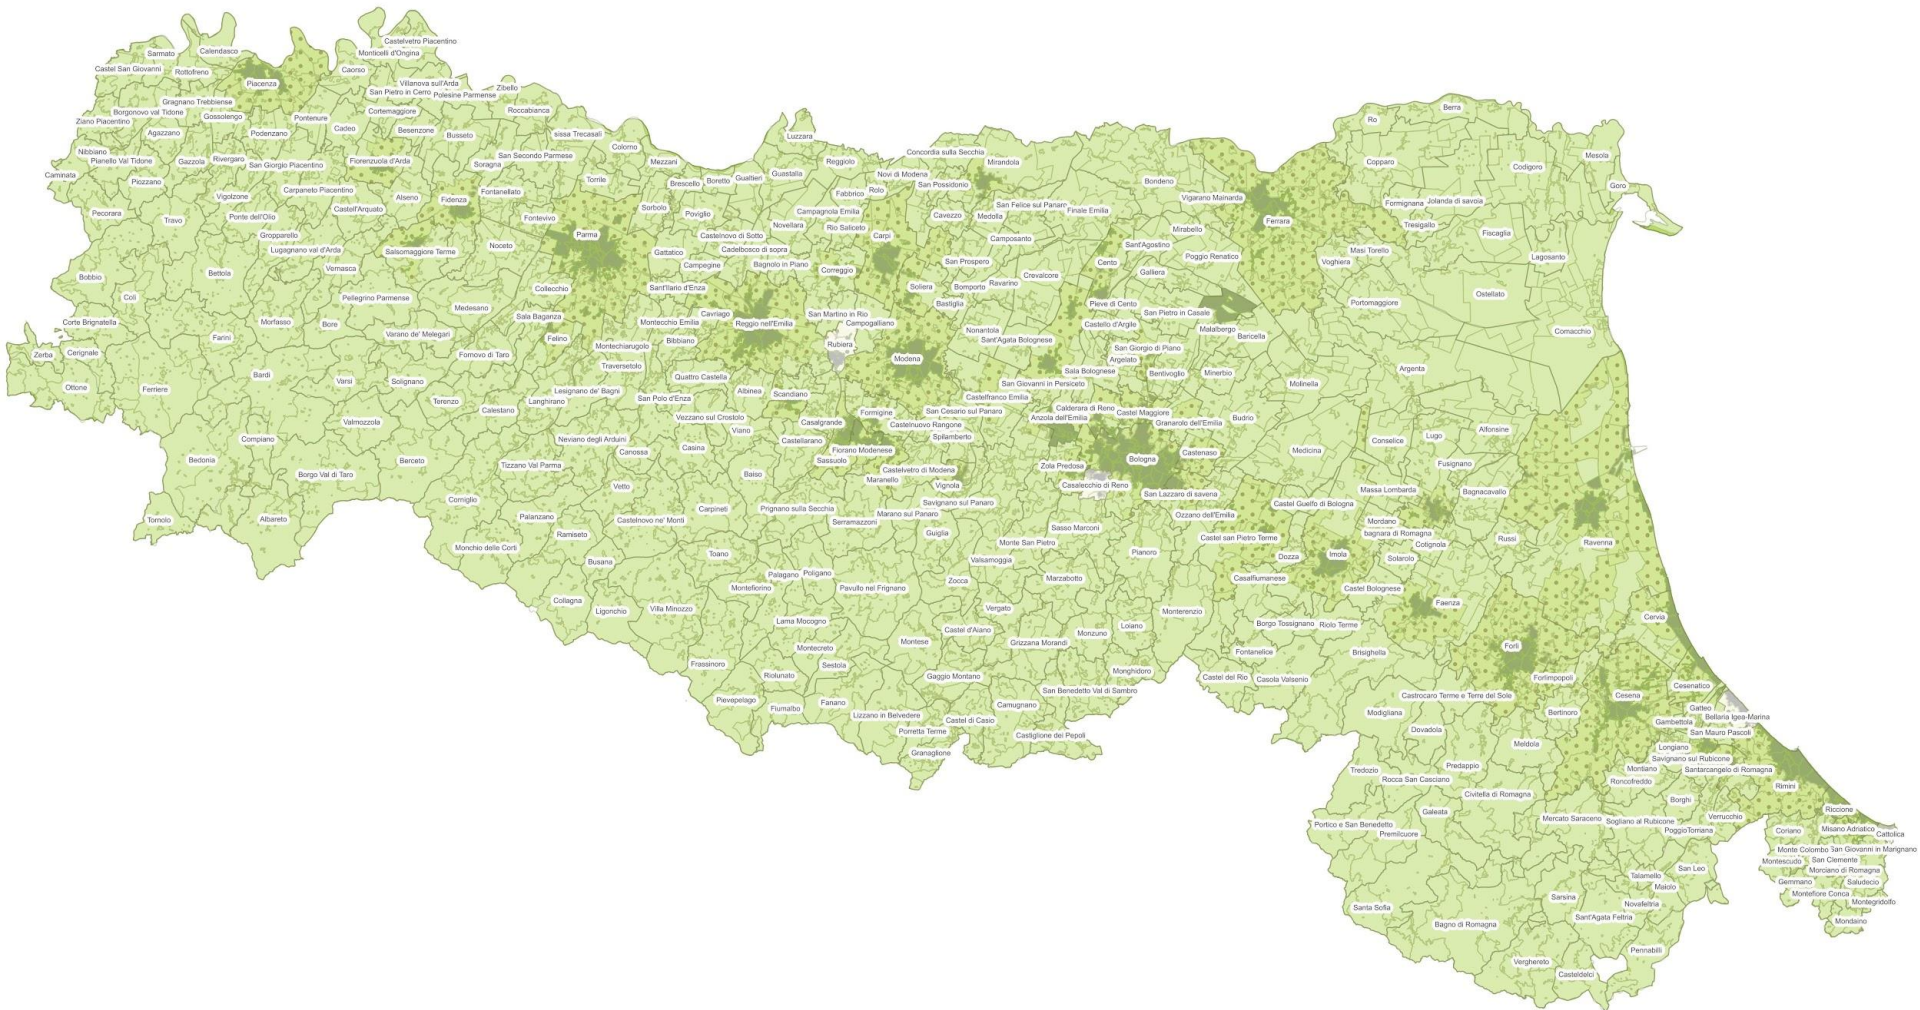 Castelvetro Piacentino
Sarmato
Calendasco
Monticelli d'Ongina
Castel San Giovanni
Rottofreno
Caorso
Piacenza
Villanova sull'Arda
Zibello
San Pietro in Cerro
Polesine Parmense
Gragnano Trebbiense
Borgonovo val Tidone
Gossolengo
Pontenure
Cortemaggiore
Roccabianca
Berra
Ziano Piacentino
Ro
Agazzano
Podenzano
Cadeo
Besenzone
Busseto
sissa Trecasali
Luzzara
Colorno
Nibbiano
Pianello Val Tidone
Gazzola
Rivergaro
San Giorgio Piacentino
Fiorenzuola d'Arda
Soragna
San Secondo Parmese
Mezzani
Reggiolo
Concordia sulla Secchia
Mirandola
Copparo
Codigoro
Mesola
Caminata
Piozzano
Torrile
Brescello
Boretto
Gualtieri
Guastalla
Novi di Modena
San Possidonio
Bondeno
Goro
Vigolzone
Carpaneto Piacentino
Alseno
Fidenza
Fontanellato
Fabbrico
Rolo
Vigarano Mainarda
Formignana
Jolanda di savoia
Pecorara
Travo
Ponte dell'Olio
Castell'Arquato
Fontevivo
Sorbolo
Poviglio
Campagnola Emilia
Cavezzo
Medolla
San Felice sul Panaro
Finale Emilia
Ferrara
Tresigallo
Gropparello
Parma
Castelnovo di Sotto
Novellara
Rio Saliceto
Carpi
Camposanto
Mirabello
Fiscaglia
Lugagnano val d'Arda
Salsomaggiore Terme
Noceto
Gattatico
Cadelbosco di sopra
Sant'Agostino
Poggio Renatico
Masi Torello
Voghiera
Lagosanto
Bobbio
Bettola
Vernasca
Campegine
Bagnolo in Piano
Correggio
San Prospero
Crevalcore
Cento
Galliera
Coli
Pellegrino Parmense
Collecchio
Sant'Ilario d'Enza
Soliera
Bomporto
Ravarino
Ostellato
Bastiglia
Pieve di Cento
Portomaggiore
Corte Brignatella
Morfasso
Bore
Medesano
Sala Baganza
Montecchio Emilia
Cavriago
Reggio nell'Emilia
San Martino in Rio
Campogalliano
San Pietro in Casale
Nonantola
Castello d'Argile
Malalbergo
Comacchio
Farini
Varano de' Melegari
Felino
Bibbiano
Rubiera
Sant'Agata Bolognese
Baricella
Zerba
Cerignale
Fornovo di Taro
Montechiarugolo
Modena
San Giorgio di Piano
Argelato
Traversetolo
Sala Bolognese
Bentivoglio
Minerbio
Argenta
Ottone
Ferriere
Bardi
Varsi
Solignano
Quattro Castella
San Giovanni in Persiceto
Molinella
Lesignano de' Bagni
San Polo d'Enza
Albinea
Scandiano
Castelfranco Emilia
Terenzo
Calestano
Langhirano
Calderara di Reno
Castel Maggiore
Valmozzola
Vezzano sul Crostolo
Casalgrande
Formigine
San Cesario sul Panaro
Anzola dell'Emilia
Granarolo dell'Emilia
Budrio
Castelnuovo Rangone
Compiano
Neviano degli Arduini
Viano
Castellarano
Spilamberto
Conselice
Lugo
Alfonsine
Canossa
Casina
Fiorano Modenese
Castenaso
Medicina
Bedonia
Berceto
Tizzano Val Parma
Sassuolo
Bologna
Fusignano
Borgo Val di Taro
Baiso
Castelvetro di Modena
Zola Predosa
Maranello
Vignola
Casalecchio di Reno
Massa Lombarda
Bagnacavallo
Vetto
San Lazzaro di savena
Corniglio
Carpineti
Prignano sulla Secchia
Savignano sul Panaro
Castel Guelfo di Bologna
Tornolo
Albareto
Palanzano
Castelnovo ne' Monti
Marano sul Panaro
Ozzano dell'Emilia
Mordano
Serramazzoni
Sasso Marconi
bagnara di Romagna
Ramiseto
Guiglia
Castel san Pietro Terme
Russi
Monchio delle Corti
Monte San Pietro
Cotignola
Ravenna
Toano
Pianoro
Dozza
Imola
Solarolo
Busana
Valsamoggia
Palagano
Poligano
Zocca
Marzabotto
Casalfiumanese
Montefiorino
Pavullo nel Frignano
Castel Bolognese
Collagna
Ligonchio
Villa Minozzo
Vergato
Monterenzio
Faenza
Lama Mocogno
Castel d'Aiano
Loiano
Borgo Tossignano
Riolo Terme
Cervia
Monzuno
Montese
Grizzana Morandi
Montecreto
Fontanelice
Brisighella
Forlì
Frassinoro
Sestola
Riolunato
Gaggio Montano
Monghidoro
Castel del Rio
Casola Valsenio
Forlimpopoli
Cesenatico
Pievepelago
Fiumalbo
Fanano
San Benedetto Val di Sambro
Castrocaro Terme e Terre del Sole
Cesena
Camugnano
Gatteo
Lizzano in Belvedere
Castel di Casio
Modigliana
Bertinoro
Bellaria Igea-Marina
Gambettola
Porretta Terme
Castiglione dei Pepoli
Dovadola
San Mauro Pascoli
Granaglione
Meldola
Longiano
Savignano sul Rubicone
Tredozio
Predappio
Montiano
Santarcangelo di Romagna
Rocca San Casciano
Roncofreddo
Rimini
Civitella di Romagna
Borghi
Galeata
Riccione
Portico e San Benedetto
Mercato Saraceno
Sogliano al Rubicone
Verrucchio
Premilcuore
PoggioTorriana
Coriano
Misano Adriatico
Cattolica
Monte Colombo
San Giovanni in Marignano
Montescudo
San Clemente
San Leo
Morciano di Romagna
Talamello
Gemmano
Saludecio
Maiolo
Montefiore Conca
Sarsina
Montegridolfo
Santa Sofia
Novafeltria
Sant'Agata Feltria
Mondaino
Bagno di Romagna
Pennabilli
Verghereto
Casteldelci